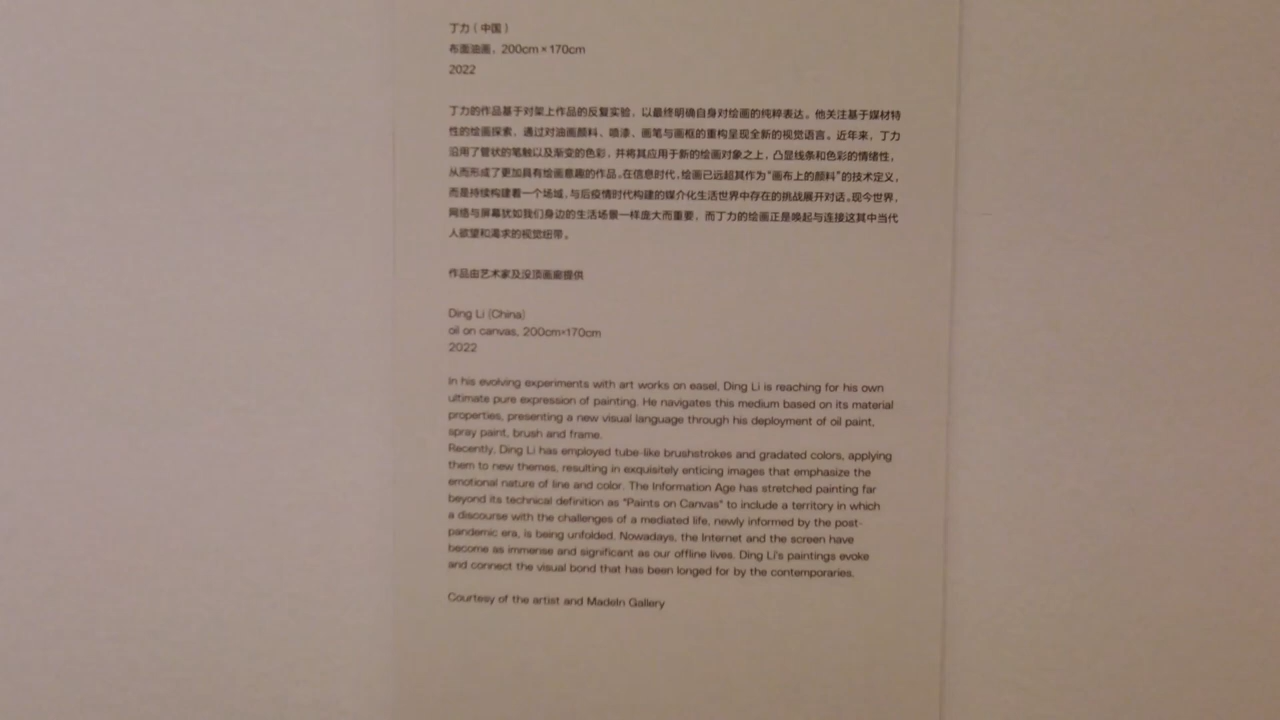 丁力（中国）
布面油画，200cm×170cm
2022
丁力的作品基于对架上作品的反复实验，以最终明确自身对绘画的纯粹表达。他关注基于媒材特
性的绘画探索，通过对油画颜料、喷漆、画笔与画框的重构呈现全新的视觉语言。近年来，丁力
沿用了管状的笔触以及渐变的色彩，并将其应用于新的绘画对象之上，凸显线条和色彩的情绪性，
从而形成了更加具有绘画意趣的作品。在信息时代，绘画已远超其作为“画布上的颜料”的技术定义，
而是持续构建着一个场域，与后疫情时代构建的媒介化生活世界中存在的挑战展开对话。现今世界，
网络与屏幕犹如我们身边的生活场景一样庞大而重要，而丁力的绘画正是唤起与连接这其中当代
人欲望和渴求的视觉纽带。
作品由艺术家及没顶画廊提供
Ding Li (China)
oil on canvas, 200cm×170cm
2022
In his evolving experiments with art works on easel, Ding Li is reaching for his own
ultimate pure expression of painting. He navigates this medium based on its material
properties, presenting a new visual language through his deployment of oil paint,
spray paint, brush and frame.
Recently, Ding Li has employed tube-like brushstrokes and gradated colors, applying
them to new themes, resulting in exquisitely enticing images that emphasize the
emotional nature of line and color. The Information Age has stretched painting far
beyond its technical definition as "Paints on Canvas" to include a territory in which
a discourse with the challenges of a mediated life, newly informed by the post-
pandemic era, is being unfolded. Nowadays, the Internet and the screen have
become as immense and significant as our offline lives. Ding Li's paintings evoke
and connect the visual bond that has been longed for by the contemporaries.
Courtesy of the artist and MadeIn Gallery